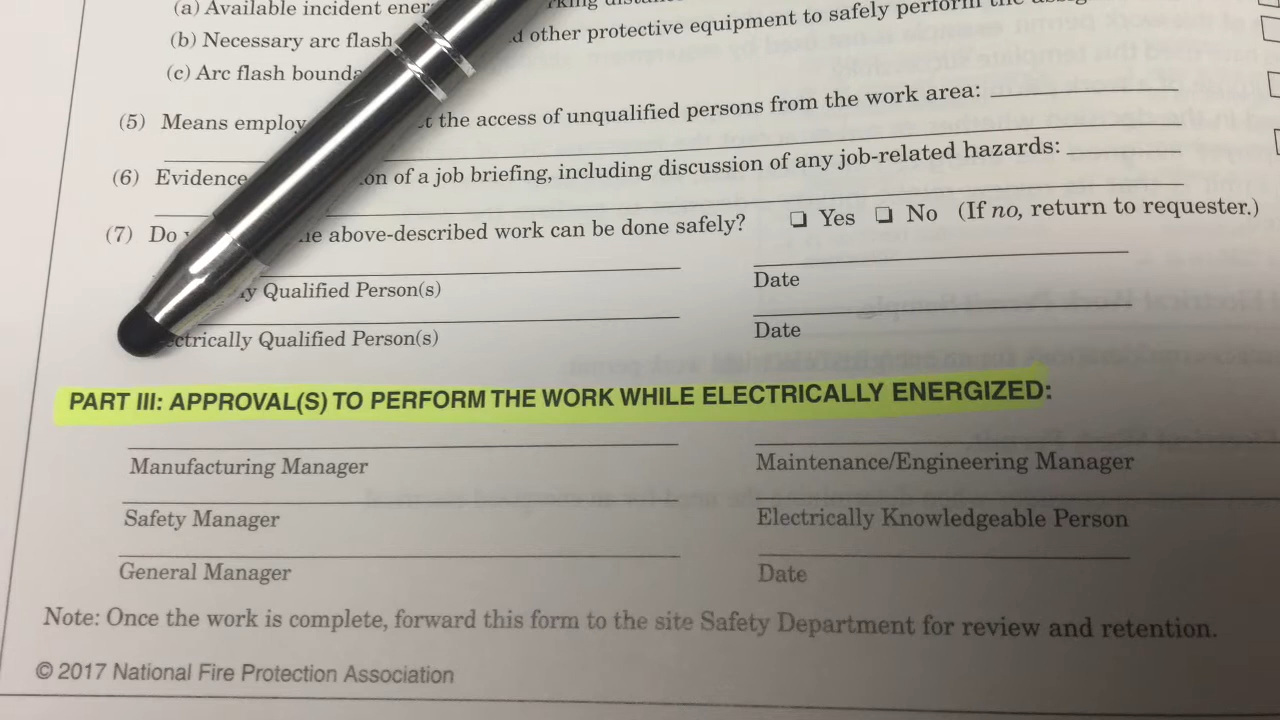 (a) Available incident ener
(b) Necessary arc flash other protective equipment to safely perform the
(c) Arc flash bounda
(5) Means employ the access of unqualified persons from the work area:
(6) Evidence on of a job briefing, including discussion of any job-related hazards:
(7) Do the above-described work can be done safely? ❏ Yes ❏ No (If no, return to requester.)
Qualified Person(s) Date
ctrically Qualified Person(s) Date
PART III: APPROVAL(S) TO PERFORM THE WORK WHILE ELECTRICALLY ENERGIZED:
Manufacturing Manager Maintenance/Engineering Manager
Safety Manager Electrically Knowledgeable Person
General Manager Date
Note: Once the work is complete, forward this form to the site Safety Department for review and retention.
© 2017 National Fire Protection Association